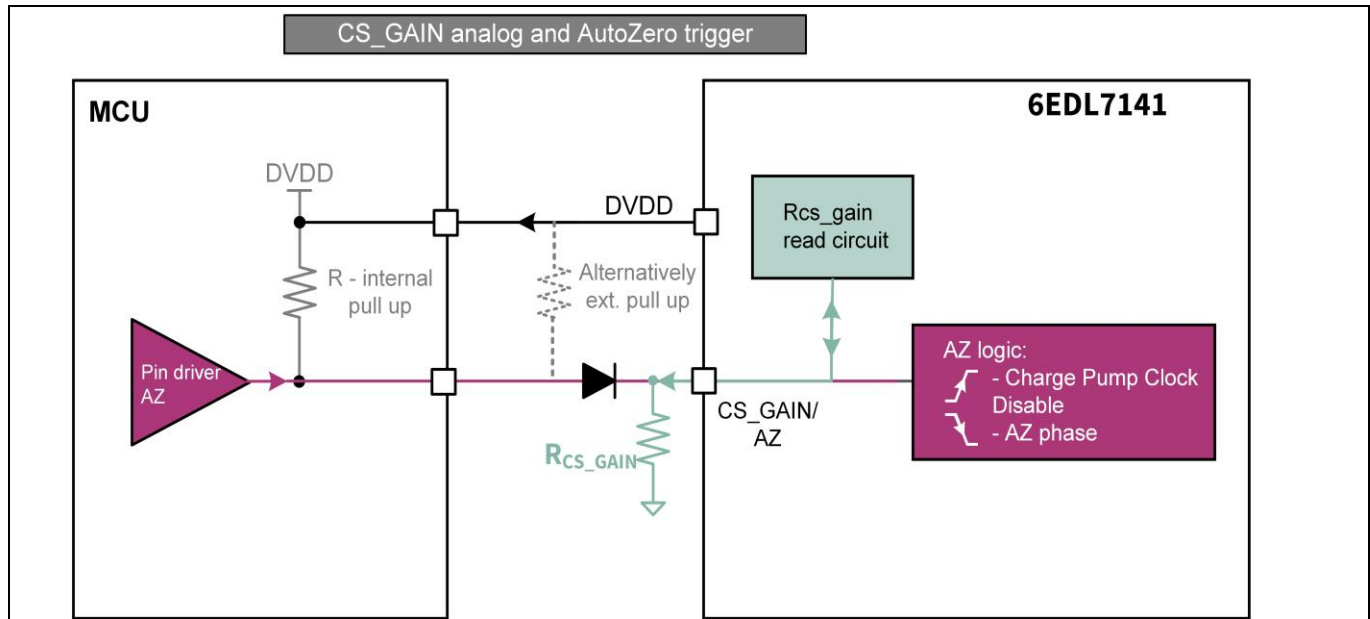 CS_GAIN analog and AutoZero trigger
MCU
6EDL7141
DVDD
DVDD
Rcs_gain
read circuit
R - internal
pull up
Alternatively
ext. pull up
Pin driver
AZ
AZ logic:
- Charge Pump Clock
Disable
- AZ phase
CS_GAIN/
AZ
RCS_GAIN